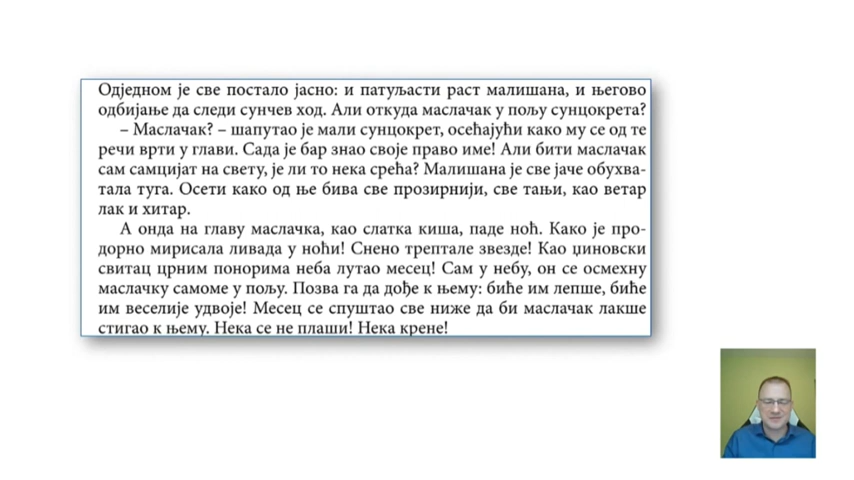 Одједном је све постало јасно: и патуљасти раст малишана, и његово
одбијање да следи сунчев ход. Али откуда маслачак у пољу сунцокрета?
– Маслачак? – шапутао је мали сунцокрет, осећајући како му се од те
речи врти у глави. Сада је бар знао своје право име! Али бити маслачак
сам самцијат на свету, је ли то нека срећа? Малишана је све јаче обухва-
тала туга. Осети како од ње бива све прозирнији, све тањи, као ветар
лак и хитар.
А онда на главу маслачка, као слатка киша, паде ноћ. Како је про-
дорно мирисала ливада у ноћи! Снено трептале звезде! Као џиновски
свитац црним понорима неба лутао месец! Сам у небу, он се осмехну
маслачку самоме у пољу. Позва га да дође к њему: биће им лепше, биће
им веселије удвоје! Месец се спуштао све ниже да би маслачак лакше
стигао к њему. Нека се не плаши! Нека крене!